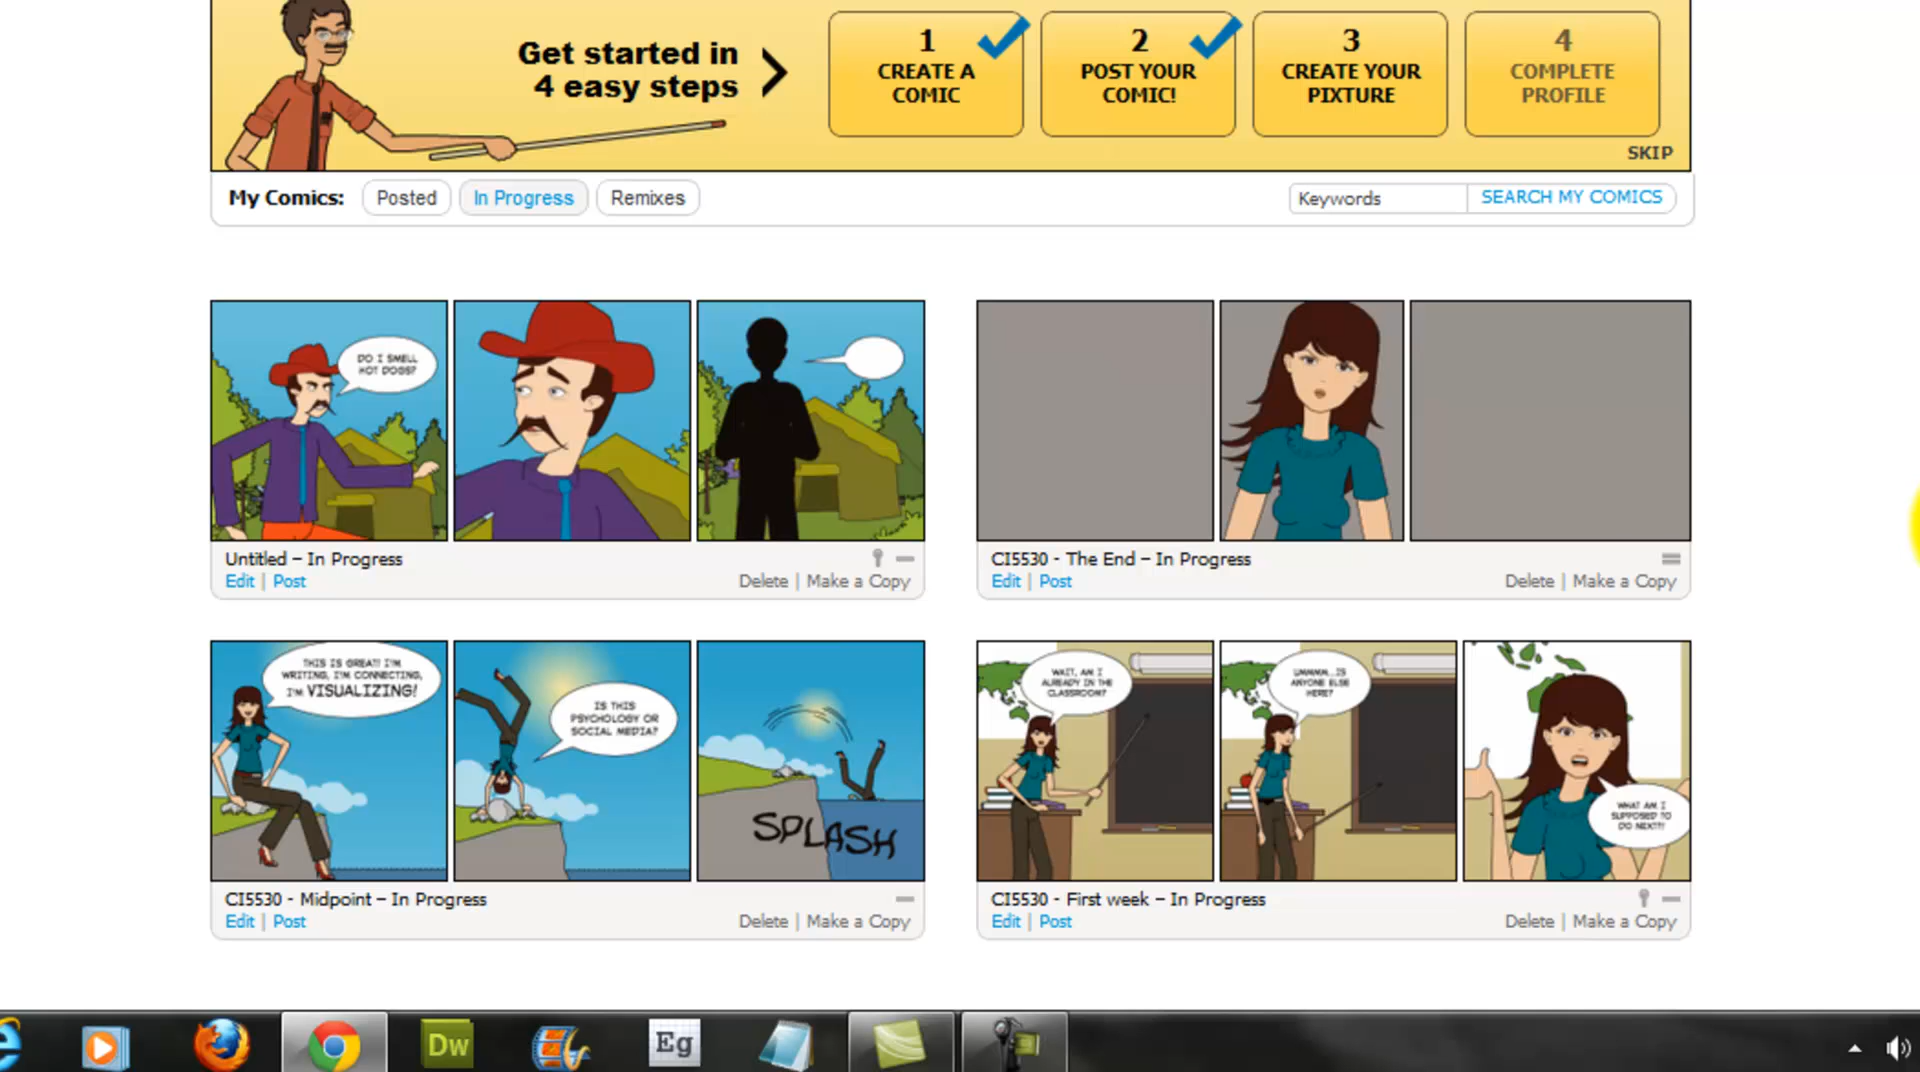 Get started in
4 easy steps
1
CREATE A
COMIC
2
POST YOUR
COMIC!
3
CREATE YOUR
PIXTURE
4
COMPLETE
PROFILE
SKIP
My Comics:
Posted
In Progress
Remixes
Keywords
SEARCH MY COMICS
DO I SMELL
HOT DOGS?
Untitled – In Progress
Edit | Post
Delete | Make a Copy
CI5530 - The End – In Progress
Edit | Post
Delete | Make a Copy
THIS IS GREAT! I'M
WRITING, I'M CONNECTING,
I'M VISUALIZING!
IS THIS
PSYCHOLOGY OR
SOCIAL MEDIA?
SPLASH
CI5530 - Midpoint – In Progress
Edit | Post
Delete | Make a Copy
WAIT, AM I
ALREADY IN THE
CLASSROOM?
UMMMM...IS
ANYONE ELSE
HERE?
WHAT AM I
SUPPOSED TO
DO NEXT?!
CI5530 - First week – In Progress
Edit | Post
Delete | Make a Copy
Dw
Eg